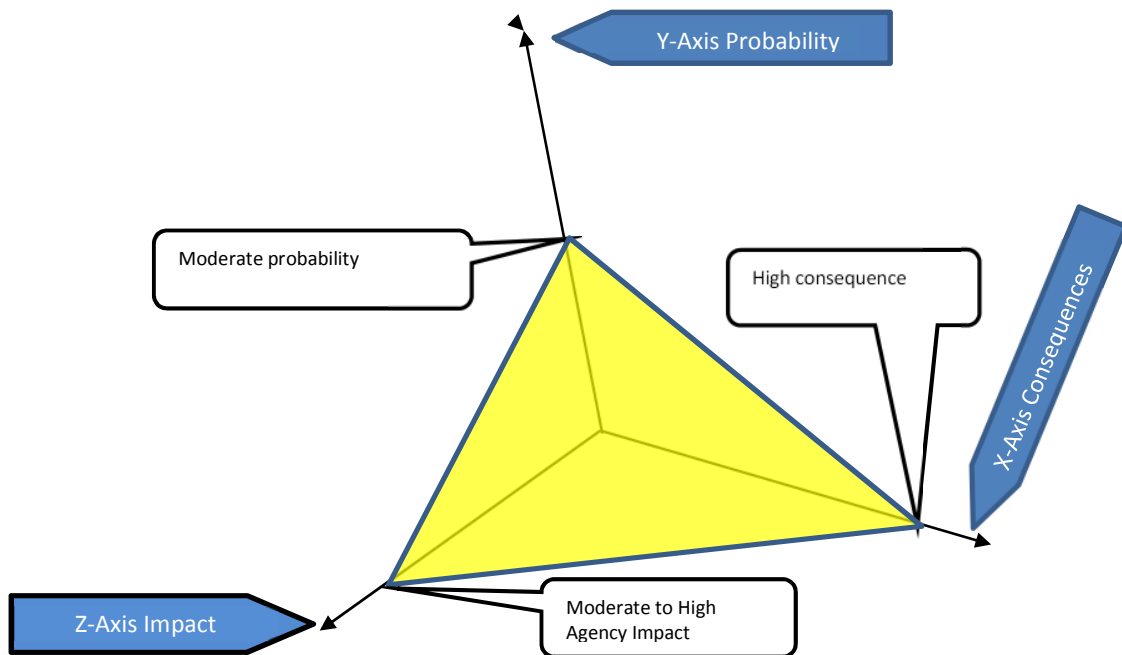 Y-Axis Probability
Moderate probability
High consequence
X-Axis Consequences
Z-Axis Impact
Moderate to High
Agency Impact